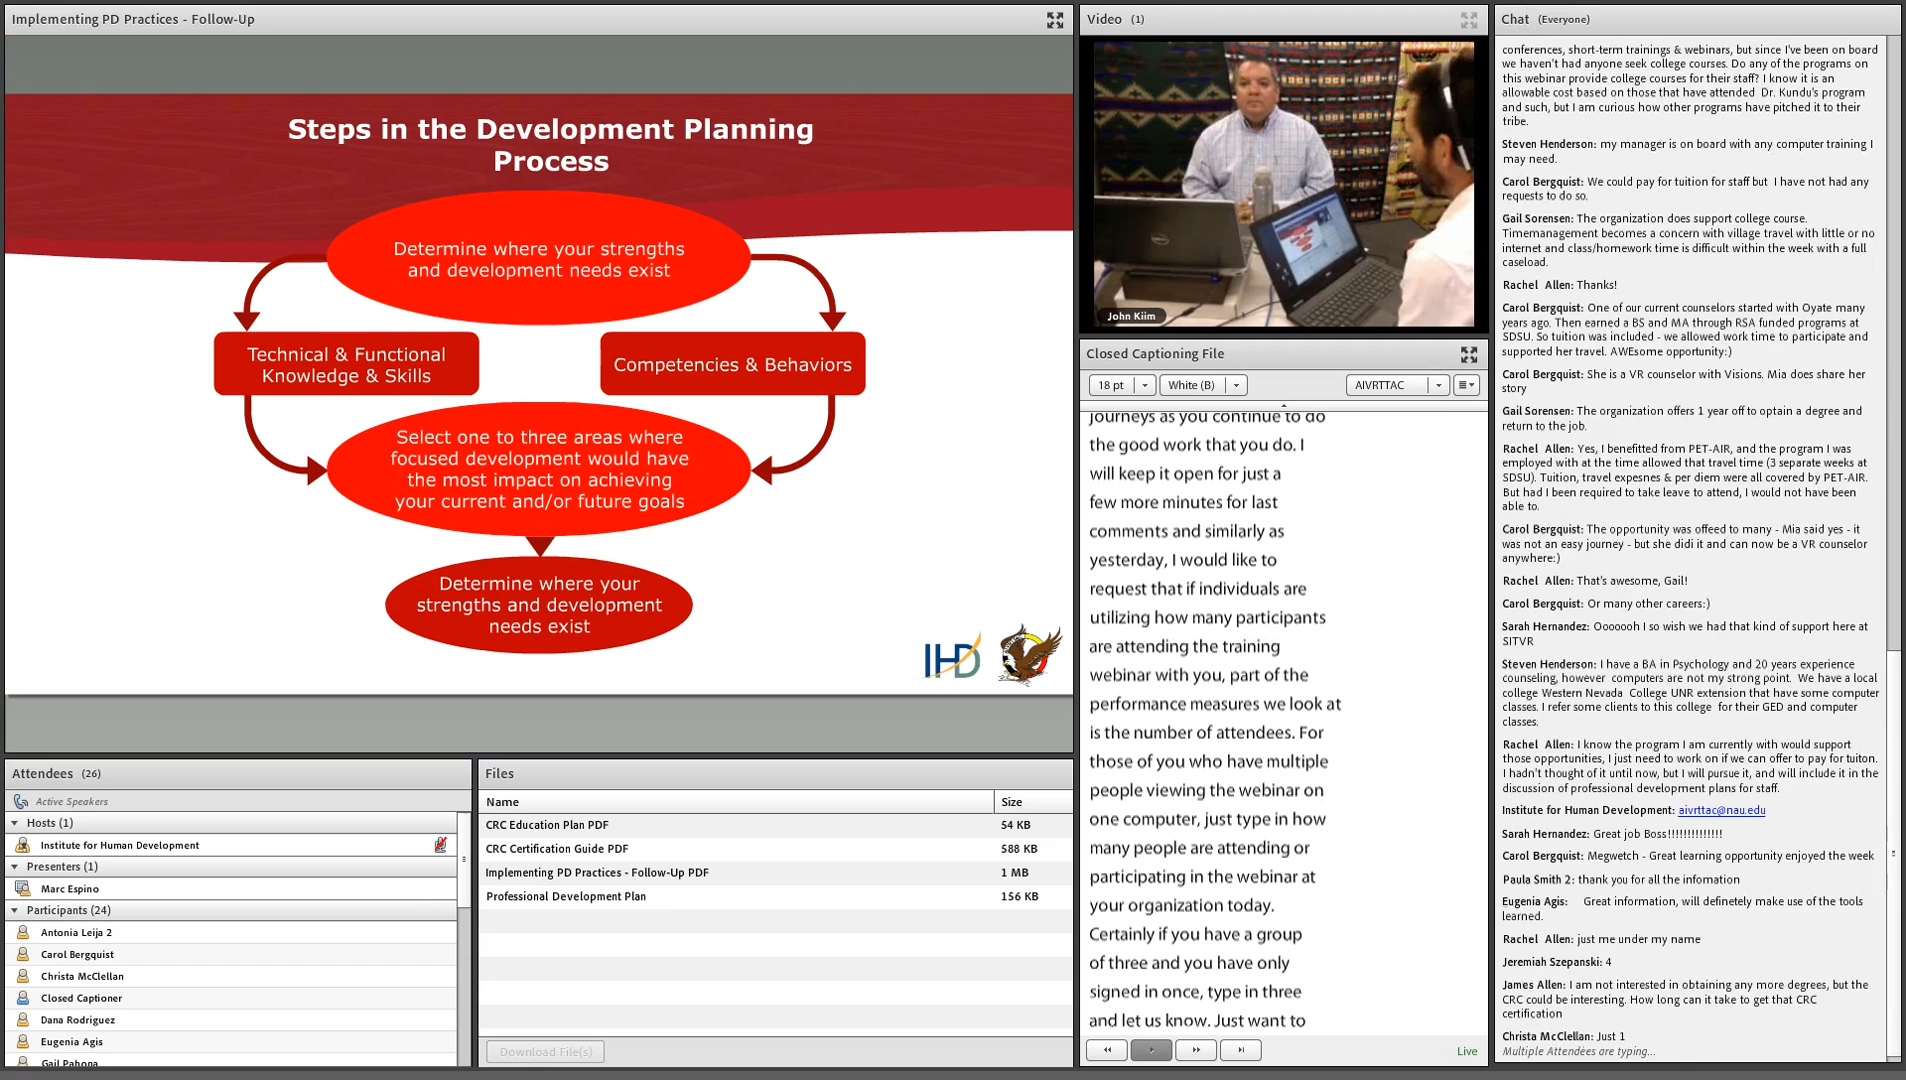 Implementing PD Practices - Follow-Up
Steps in the Development Planning
Process
Determine where your strengths
and development needs exist
Technical & Functional
Knowledge & Skills
Competencies & Behaviors
Select one to three areas where
focused development would have
the most impact on achieving
your current and/or future goals
Determine where your
strengths and development
needs exist
IHD
Attendees (26)
Active Speakers
Hosts (1)
Institute for Human Development
Presenters (1)
Marc Espino
Participants (24)
Antonia Leija 2
Carol Bergquist
Christa McClellan
Closed Captioner
Dana Rodriguez
Eugenia Agis
Gail Pahona
Files
Name Size
CRC Education Plan PDF 54 KB
CRC Certification Guide PDF 588 KB
Implementing PD Practices - Follow-Up PDF 1 MB
Professional Development Plan 156 KB
Download File(s)
Video (1)
John Kiim
Closed Captioning File
18 pt White (B) AIVRTTAC
journeys as you continue to do
the good work that you do. I
will keep it open for just a
few more minutes for last
comments and similarly as
yesterday, I would like to
request that if individuals are
utilizing how many participants
are attending the training
webinar with you, part of the
performance measures we look at
is the number of attendees. For
those of you who have multiple
people viewing the webinar on
one computer, just type in how
many people are attending or
participating in the webinar at
your organization today.
Certainly if you have a group
of three and you have only
signed in once, type in three
and let us know. Just want to
Live
Chat (Everyone)
conferences, short-term trainings & webinars, but since I've been on board
we haven't had anyone seek college courses. Do any of the programs on
this webinar provide college courses for their staff? I know it is an
allowable cost based on those that have attended Dr. Kundu's program
and such, but I am curious how other programs have pitched it to their
tribe.
Steven Henderson: my manager is on board with any computer training I
may need.
Carol Bergquist: We could pay for tuition for staff but I have not had any
requests to do so.
Gail Sorensen: The organization does support college course.
Timemanagement becomes a concern with village travel with little or no
internet and class/homework time is difficult within the week with a full
caseload.
Rachel Allen: Thanks!
Carol Bergquist: One of our current counselors started with Oyate many
years ago. Then earned a BS and MA through RSA funded programs at
SDSU. So tuition was included - we allowed work time to participate and
supported her travel. AWEsome opportunity:)
Carol Bergquist: She is a VR counselor with Visions. Mia does share her
story
Gail Sorensen: The organization offers 1 year off to optain a degree and
return to the job.
Rachel Allen: Yes, I benefitted from PET-AIR, and the program I was
employed with at the time allowed that travel time (3 separate weeks at
SDSU). Tuition, travel expesnes & per diem were all covered by PET-AIR.
But had I been required to take leave to attend, I would not have been
able to.
Carol Bergquist: The opportunity was offeed to many - Mia said yes - it
was not an easy journey - but she didi it and can now be a VR counselor
anywhere:)
Rachel Allen: That's awesome, Gail!
Carol Bergquist: Or many other careers:)
Sarah Hernandez: Ooooooh I so wish we had that kind of support here at
SITVR
Steven Henderson: I have a BA in Psychology and 20 years experience
counseling, however computers are not my strong point. We have a local
college Western Nevada College UNR extension that have some computer
classes. I refer some clients to this college for their GED and computer
classes.
Rachel Allen: I know the program I am currently with would support
those opportunities, I just need to work on if we can offer to pay for tuiton.
I hadn't thought of it until now, but I will pursue it, and will include it in the
discussion of professional development plans for staff.
Institute for Human Development: aivrttac@nau.edu
Sarah Hernandez: Great job Boss!!!!!!!!!!!!!!
Carol Bergquist: Megwetch - Great learning opportunity enjoyed the week
Paula Smith 2: thank you for all the infomation
Eugenia Agis: Great information, will definetely make use of the tools
learned.
Rachel Allen: just me under my name
Jeremiah Szepanski: 4
James Allen: I am not interested in obtaining any more degrees, but the
CRC could be interesting. How long can it take to get that CRC
certification
Christa McClellan: Just 1
Multiple Attendees are typing...